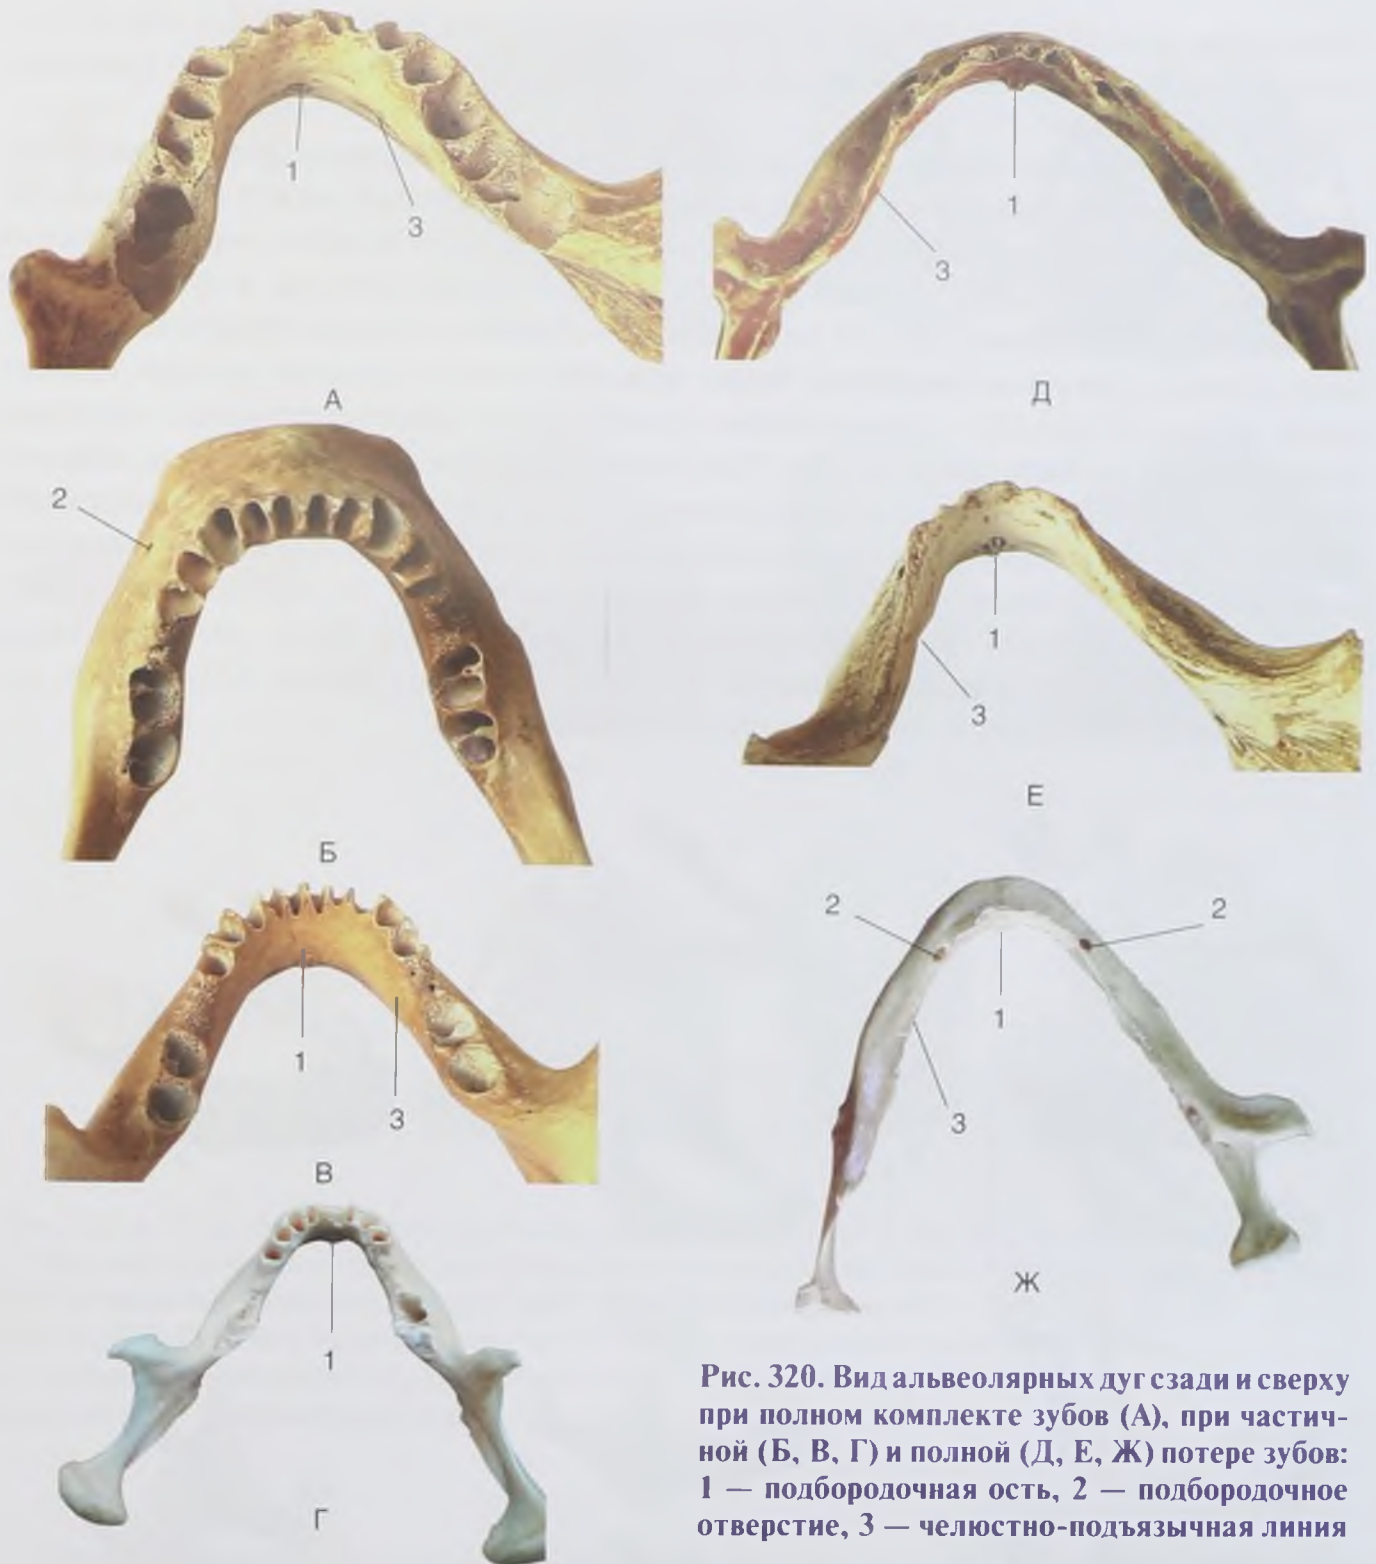 1
3
А
1
3
Д
2
Б
1
3
Е
1
3
В
2
2
1
3
Ж
1
Г
Рис. 320. Вид альвеолярных дуг сзади и сверху
при полном комплекте зубов (А), при частич-
ной (Б, В, Г) и полной (Д, Е, Ж) потере зубов:
1 — подбородочная ость, 2 — подбородочное
отверстие, 3 — челюстно-подъязычная линия